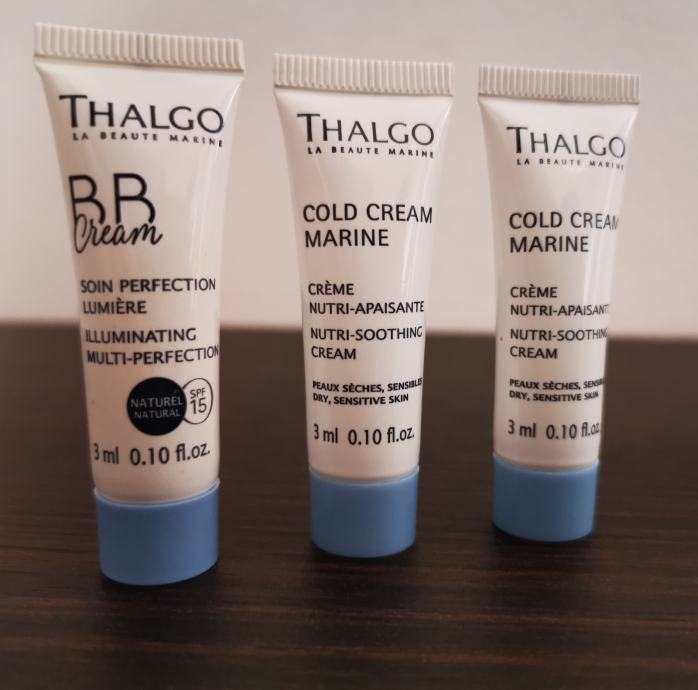 THALGO
LA BEAUTE MARINE
BB
Cream
SOIN PERFECTION
LUMIÈRE
ILLUMINATING
MULTI-PERFECTION
NATUREL
NATURAL
SPF
15
3 ml 0.10 fl.oz.
THALGO
LA BEAUTE MARINE
COLD CREAM
MARINE
CRÈME
NUTRI-APAISANTE
NUTRI-SOOTHING
CREAM
PEAUX SÈCHES, SENSIBLES
DRY, SENSITIVE SKIN
3 ml 0.10 fl.oz.
THALGO
LA BEAUTE MARINE
COLD CREAM
MARINE
CRÈME
NUTRI-APAISANTE
NUTRI-SOOTHING
CREAM
PEAUX SÈCHES,
DRY, SENSITIVE SKIN
3 ml 0.10 fl.oz.